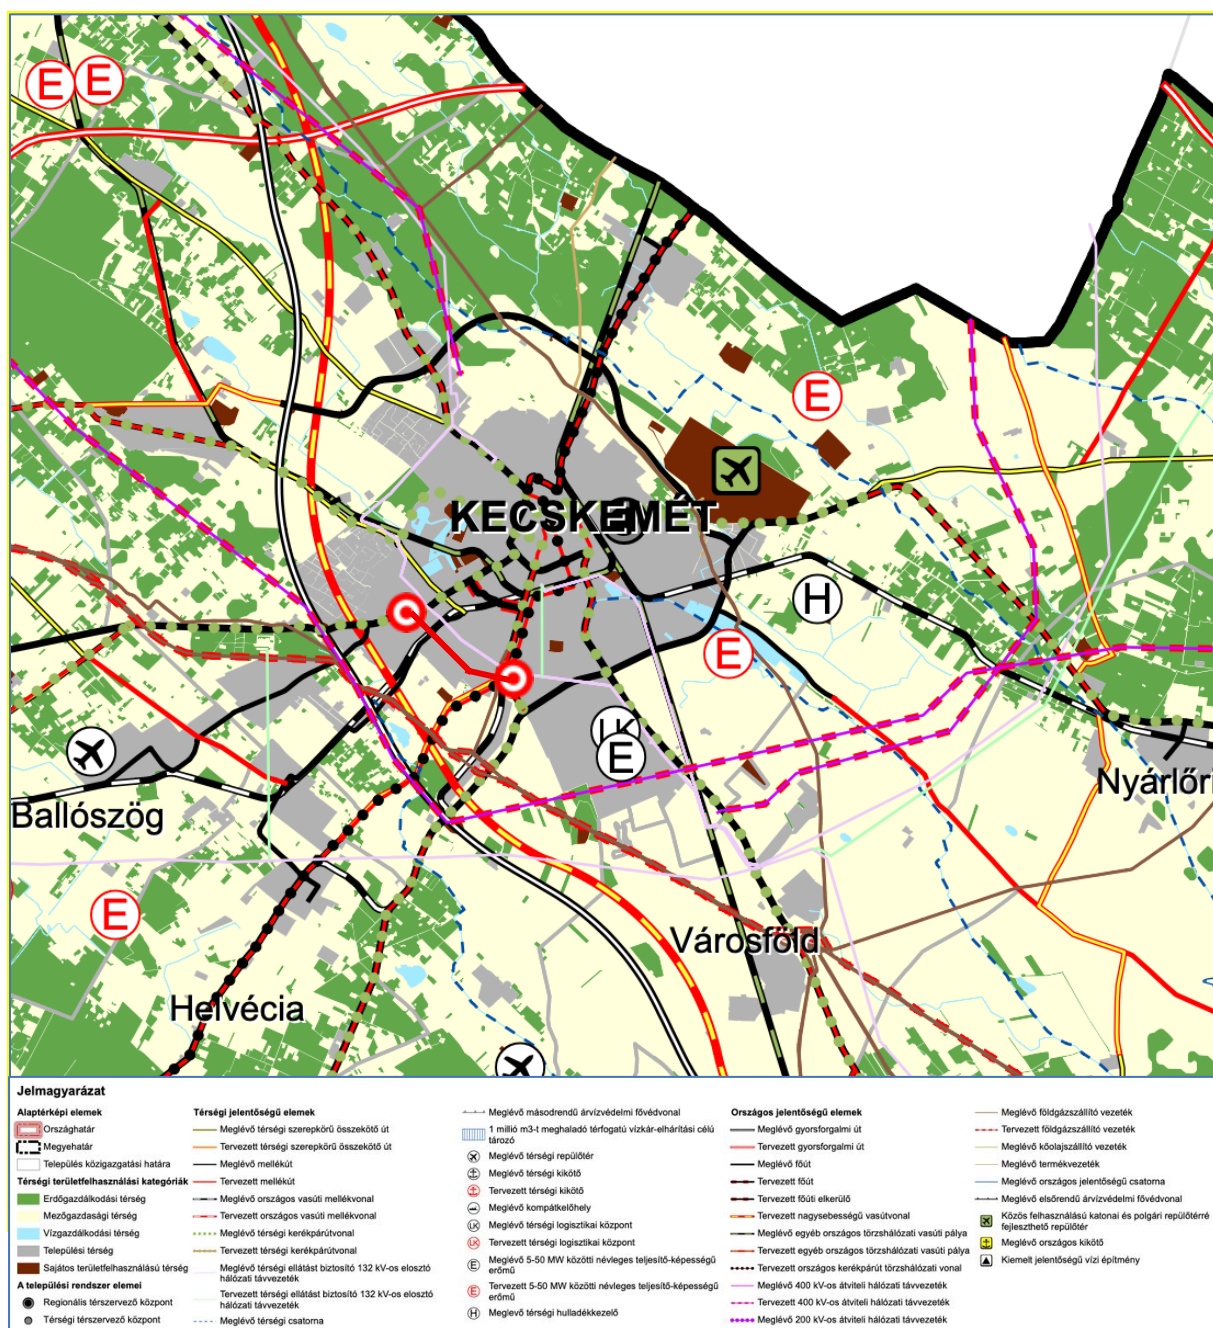 E
E
E
KECSKEMÉT
H
E
LK
E
Ballószög
Nyárlőri
E
Városföld
Helvécia
Jelmagyarázat
Alaptérképi elemek
Országhatár
Megyehatár
Település közigazgatási határa
Térségi területfelhasználási kategóriák
Erdőgazdálkodási térség
Mezőgazdasági térség
Vízgazdálkodási térség
Települési térség
Sajátos területfelhasználású térség
A települési rendszer elemei
Regionális térszervező központ
Térségi térszervező központ
Térségi jelentőségű elemek
Meglévő térségi szerepkörű összekötő út
Tervezett térségi szerepkörű összekötő út
Meglévő mellékút
Tervezett mellékút
Meglévő országos vasúti mellékvonal
Tervezett országos vasúti mellékvonal
Meglévő térségi kerékpárútvonal
Tervezett térségi kerékpárútvonal
Meglévő térségi ellátást biztosító 132 kV-os elosztó
hálózati távvezeték
Tervezett térségi ellátást biztosító 132 kV-os elosztó
hálózati távvezeték
Meglévő térségi csatorna
Meglévő másodrendű árvízvédelmi fővédvonal
1 millió m3-t meghaladó térfogatú vízkár-elhárítási célú
tározó
Meglévő térségi repülőtér
Meglévő térségi kikötő
Tervezett térségi kikötő
Meglévő kompátkelőhely
LK Meglévő térségi logisztikai központ
LK Tervezett térségi logisztikai központ
E Meglévő 5-50 MW közötti névleges teljesítő-képességű
erőmű
E Tervezett 5-50 MW közötti névleges teljesítő-képességű
erőmű
H Meglevő térségi hulladékkezelő
Országos jelentőségű elemek
Meglévő gyorsforgalmi út
Tervezett gyorsforgalmi út
Meglévő főút
Tervezett főút
Tervezett főúti elkerülő
Tervezett nagysebességű vasútvonal
Meglévő egyéb országos törzshálózati vasúti pálya
Tervezett egyéb országos törzshálózati vasúti pálya
Tervezett országos kerékpárút törzshálózati vonal
Meglévő 400 kV-os átviteli hálózati távvezeték
Tervezett 400 kV-os átviteli hálózati távvezeték
Meglévő 200 kV-os átviteli hálózati távvezeték
Meglévő földgázszállító vezeték
Tervezett földgázszállító vezeték
Meglévő kőolajszállító vezeték
Meglévő termékvezeték
Meglévő országos jelentőségű csatorna
Meglévő elsőrendű árvízvédelmi fővédvonal
Közös felhasználású katonai és polgári repülőtérré
fejleszthető repülőtér
Meglévő országos kikötő
Kiemelt jelentőségű vízi építmény